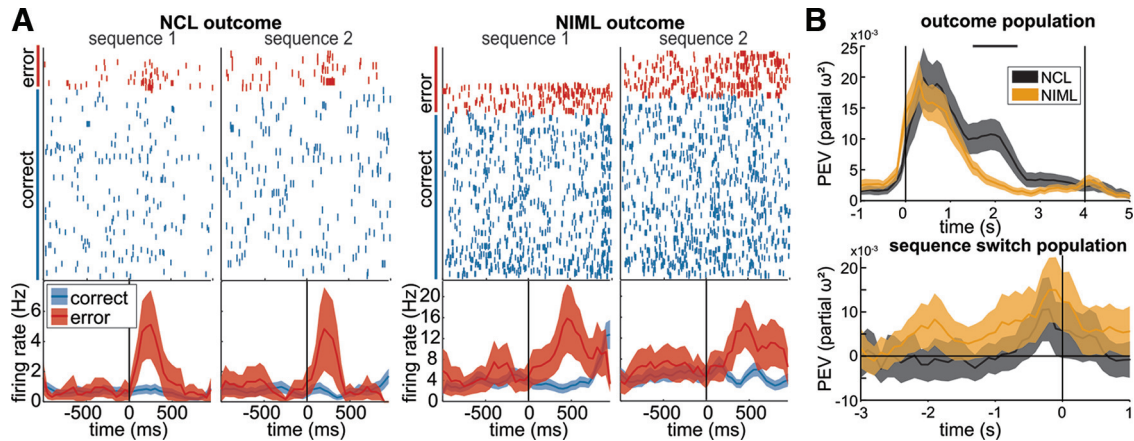 A
NCL outcome
sequence 1
sequence 2
error
correct
firing rate (Hz)
6
4
2
0
correct
error
-500 0 500
-500 0 500
time (ms)
time (ms)
NIML outcome
sequence 1
sequence 2
error
correct
firing rate (Hz)
20
16
12
8
4
0
-500 0 500
-500 0 500
time (ms)
time (ms)
B
outcome population
x10⁻³
PEV (partial ω²)
25
20
15
10
5
0
NCL
NIML
-1 0 1 2 3 4 5
time (s)
sequence switch population
x10⁻³
PEV (partial ω²)
20
10
0
-10
-3 -2 -1 0 1
time (s)